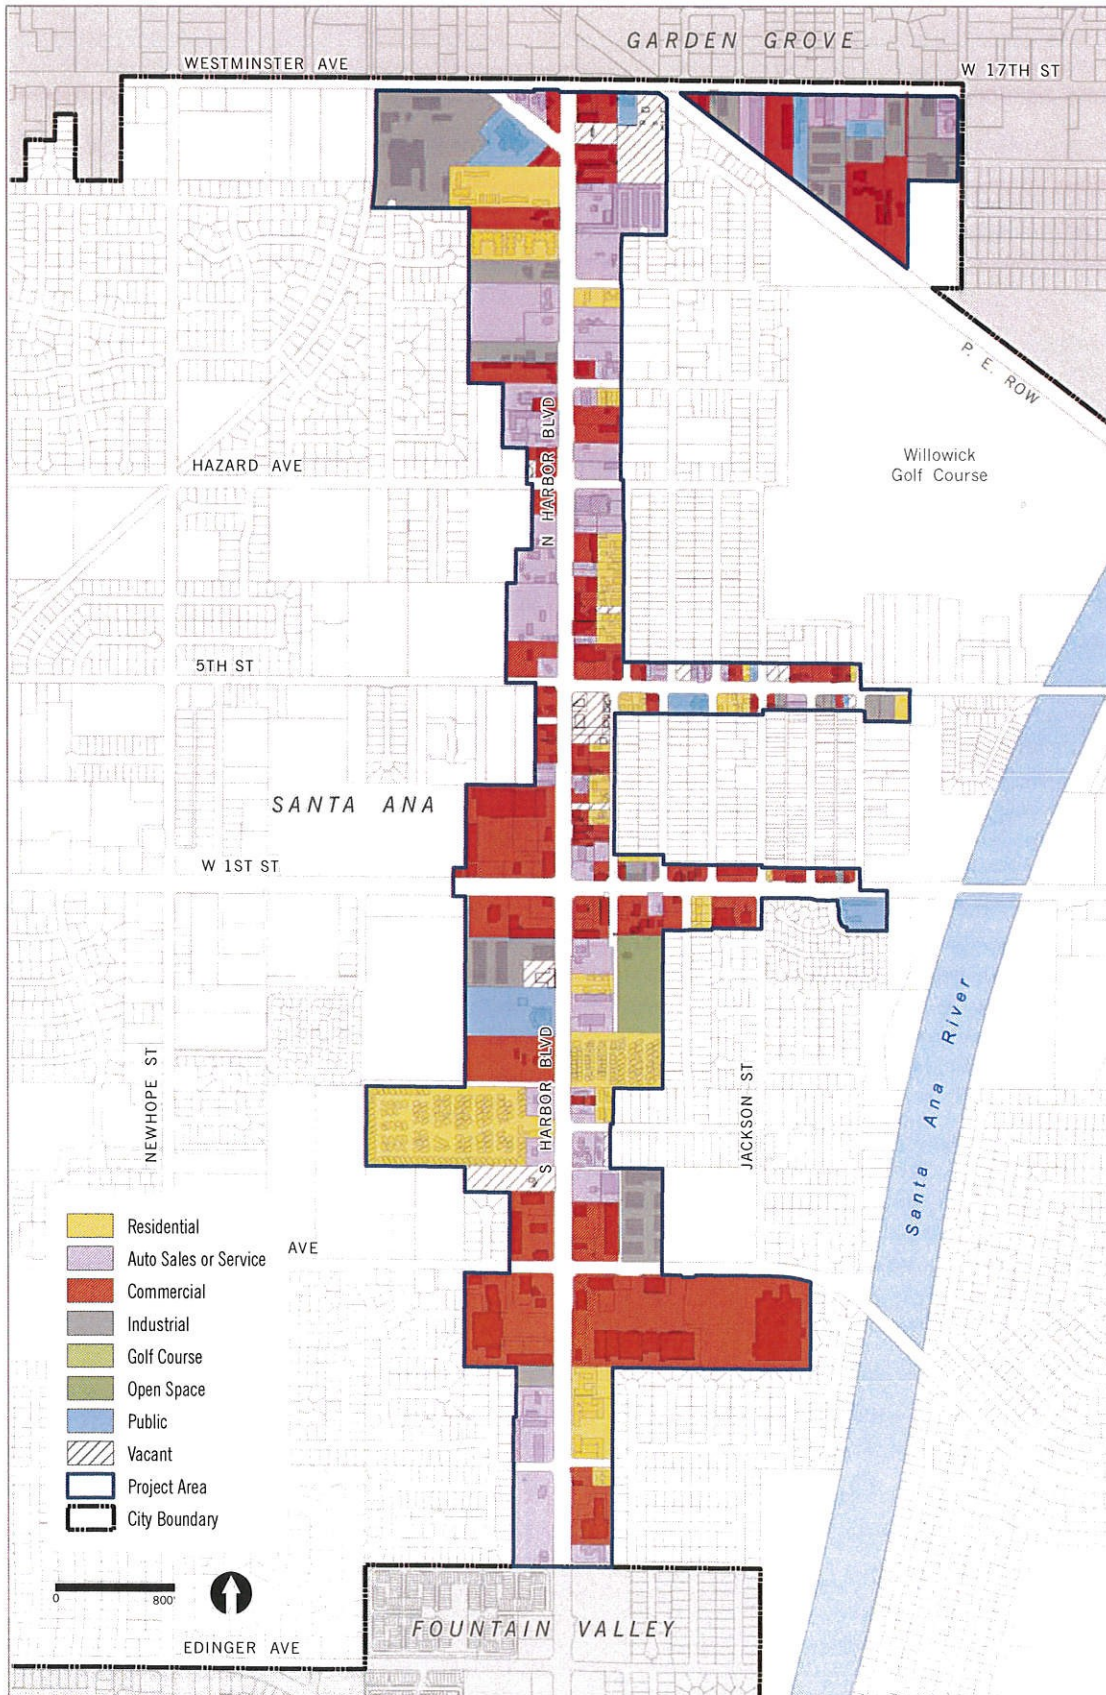 GARDEN GROVE
WESTMINSTER AVE
W 17TH ST
P. E. ROW
N HARBOR BLVD
HAZARD AVE
Willowick
Golf Course
5TH ST
SANTA ANA
W 1ST ST
Santa Ana River
S HARBOR BLVD
NEWHOPE ST
JACKSON ST
Residential
AVE
Auto Sales or Service
Commercial
Industrial
Golf Course
Open Space
Public
Vacant
Project Area
City Boundary
0 800'
FOUNTAIN VALLEY
EDINGER AVE